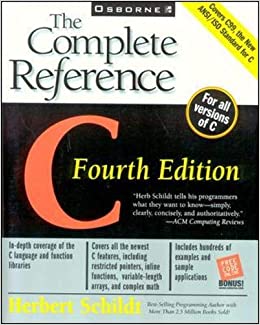 OSBORNE
Covers C99, the New
ANSI/ISO Standard for C
The
Complete
Reference
For all
versions
of C
C
Fourth Edition
"Herb Schildt tells his programmers
what they want to know—simply,
clearly, concisely, and authoritatively."
—ACM Computing Reviews
In-depth coverage of the
C language and function
libraries
Covers all the newest
C features, including
restricted pointers, inline
functions, variable-length
arrays, and complex math
Includes hundreds of
examples and sample
applications
FREE
CODE
ONLINE
BONUS!
Herbert Schildt
Best-Selling Programming Author with
More Than 2.5 Million Books Sold!